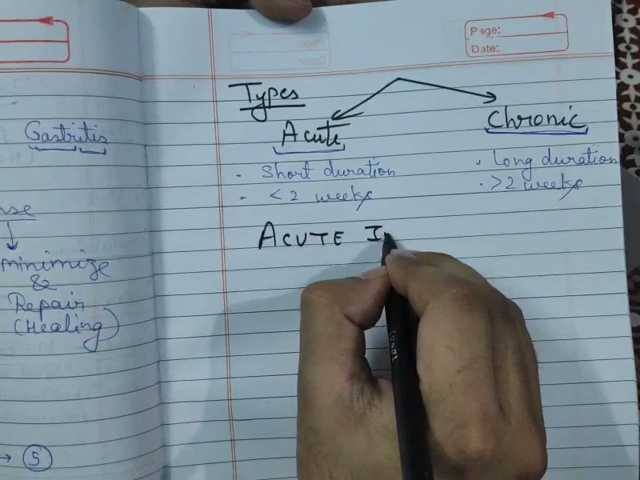 Gastritis
minimize
&
Repair
(Healing)
→ 5
Page:
Date:
Types
Acute
Chronic
· Short duration
· Long duration
- < 2 weeks
· >2 weeks
ACUTE I